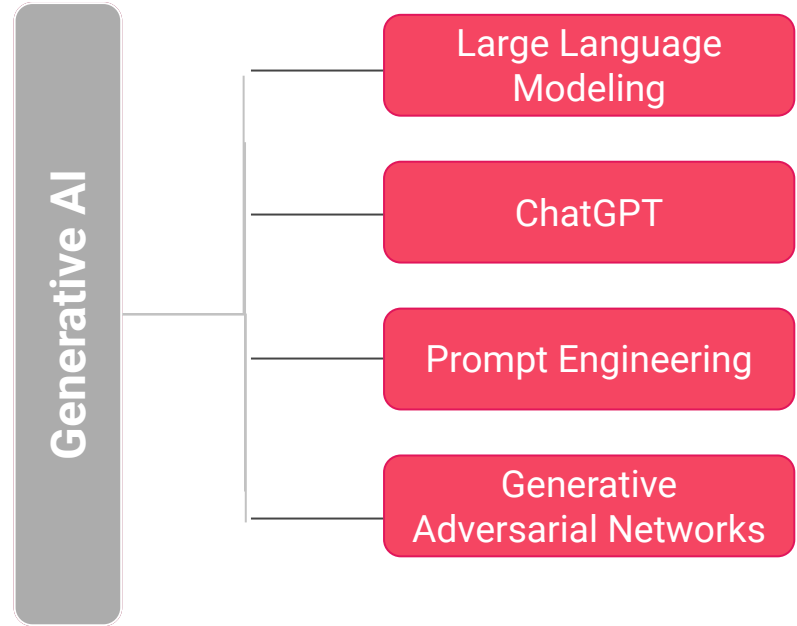 Generative AI
Large Language
Modeling
ChatGPT
Prompt Engineering
Generative
Adversarial Networks